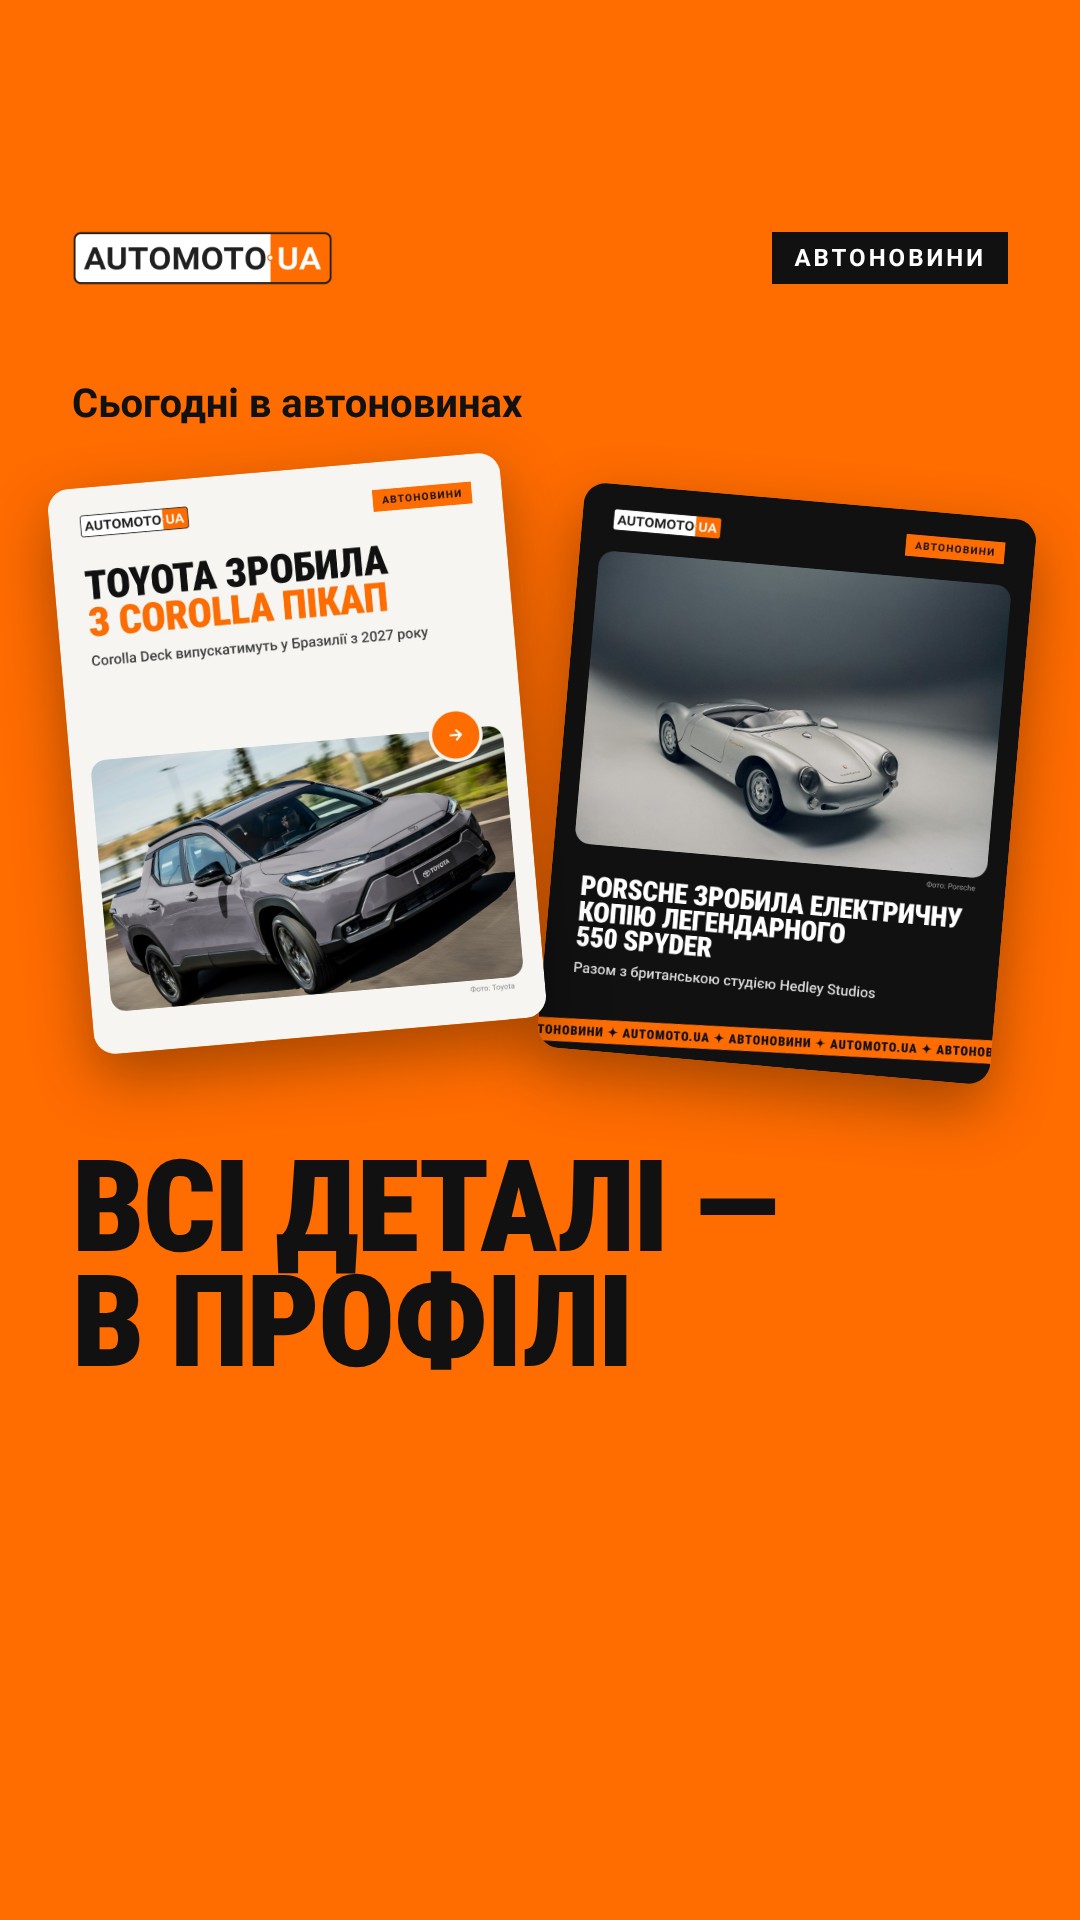 AUTOMOTO UA
АВТОНОВИНИ
Сьогодні в автоновинах
AUTOMOTO UA
АВТОНОВИНИ
TOYOTA ЗРОБИЛА
З COROLLA ПІКАП
Corolla Deck випускатимуть у Бразилії з 2027 року
TOYOTA
Фото: Toyota
AUTOMOTO UA
АВТОНОВИНИ
Фото: Porsche
PORSCHE ЗРОБИЛА ЕЛЕКТРИЧНУ
КОПІЮ ЛЕГЕНДАРНОГО
550 SPYDER
Разом з британською студією Hedley Studios
ТОНОВИНИ ✦ AUTOMOTO.UA ✦ АВТОНОВИНИ ✦ AUTOMOTO.UA ✦ АВТОНОВ
ВСІ ДЕТАЛІ —
В ПРОФІЛІ